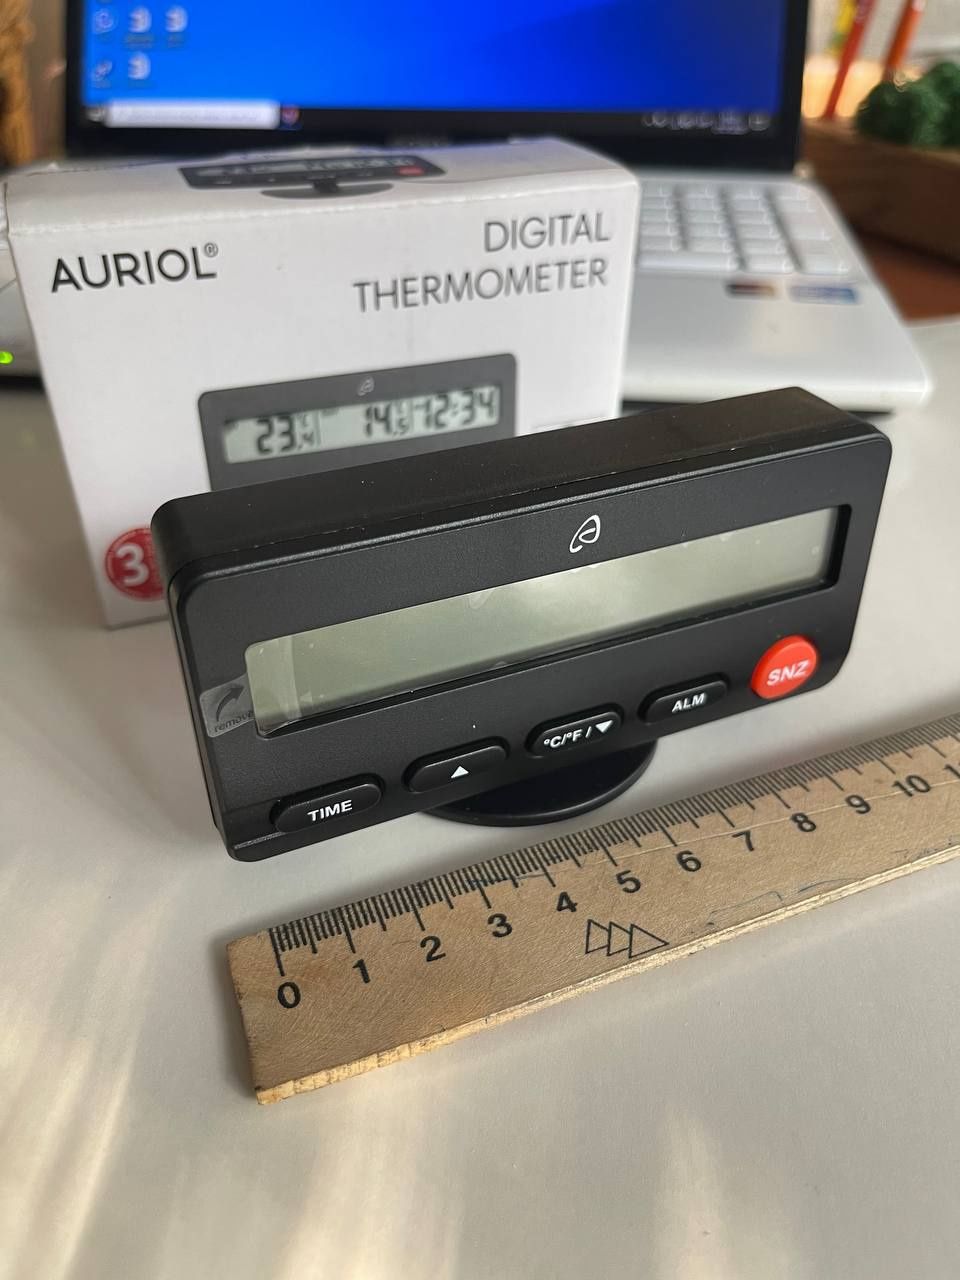 AURIOL®
DIGITAL
THERMOMETER
23.4°C 14.5 12:34
3
remove
TIME
▲
°C/°F / ▼
ALM
SNZ
0 1 2 3 4 5 6 7 8 9 10